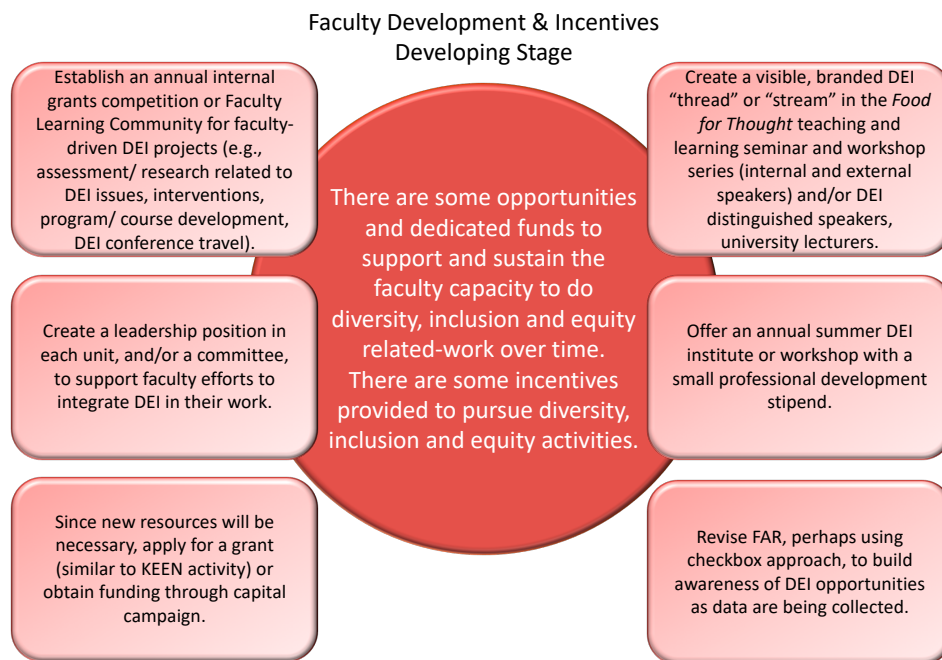 Faculty Development & Incentives
Developing Stage
Establish an annual internal
grants competition or Faculty
Learning Community for faculty-
driven DEI projects (e.g.,
assessment/ research related to
DEI issues, interventions,
program/ course development,
DEI conference travel).
Create a leadership position in
each unit, and/or a committee,
to support faculty efforts to
integrate DEI in their work.
Since new resources will be
necessary, apply for a grant
(similar to KEEN activity) or
obtain funding through capital
campaign.
There are some opportunities
and dedicated funds to
support and sustain the
faculty capacity to do
diversity, inclusion and equity
related-work over time.
There are some incentives
provided to pursue diversity,
inclusion and equity activities.
Create a visible, branded DEI
“thread” or “stream” in the Food
for Thought teaching and
learning seminar and workshop
series (internal and external
speakers) and/or DEI
distinguished speakers,
university lecturers.
Offer an annual summer DEI
institute or workshop with a
small professional development
stipend.
Revise FAR, perhaps using
checkbox approach, to build
awareness of DEI opportunities
as data are being collected.